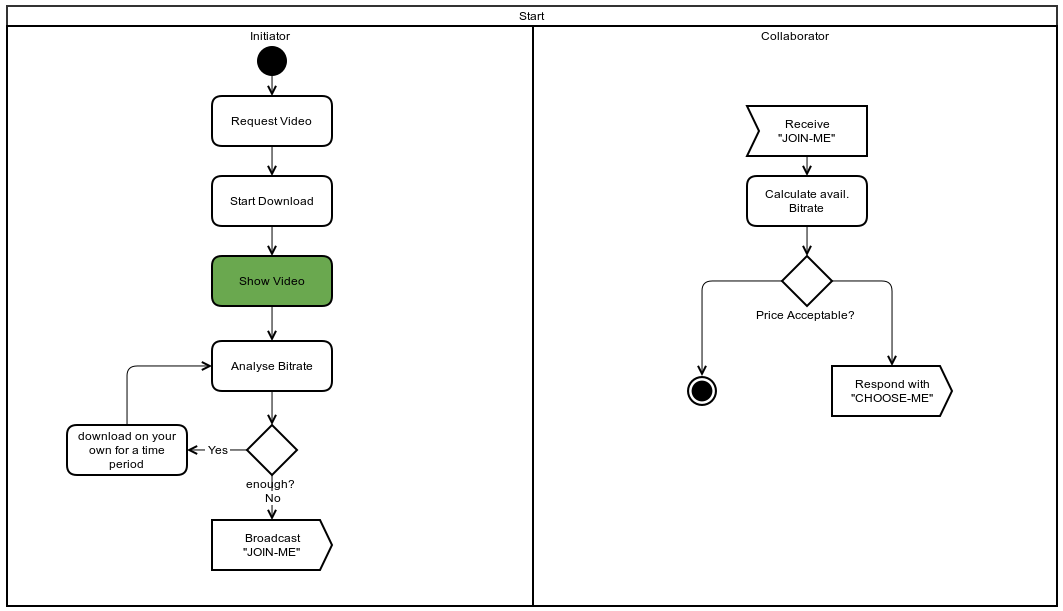 Start
Initiator
Request Video
Start Download
Show Video
Analyse Bitrate
download on your
own for a time
period
Yes
enough?
No
Broadcast
"JOIN-ME"
Collaborator
Receive
"JOIN-ME"
Calculate avail.
Bitrate
Price Acceptable?
Respond with
"CHOOSE-ME"